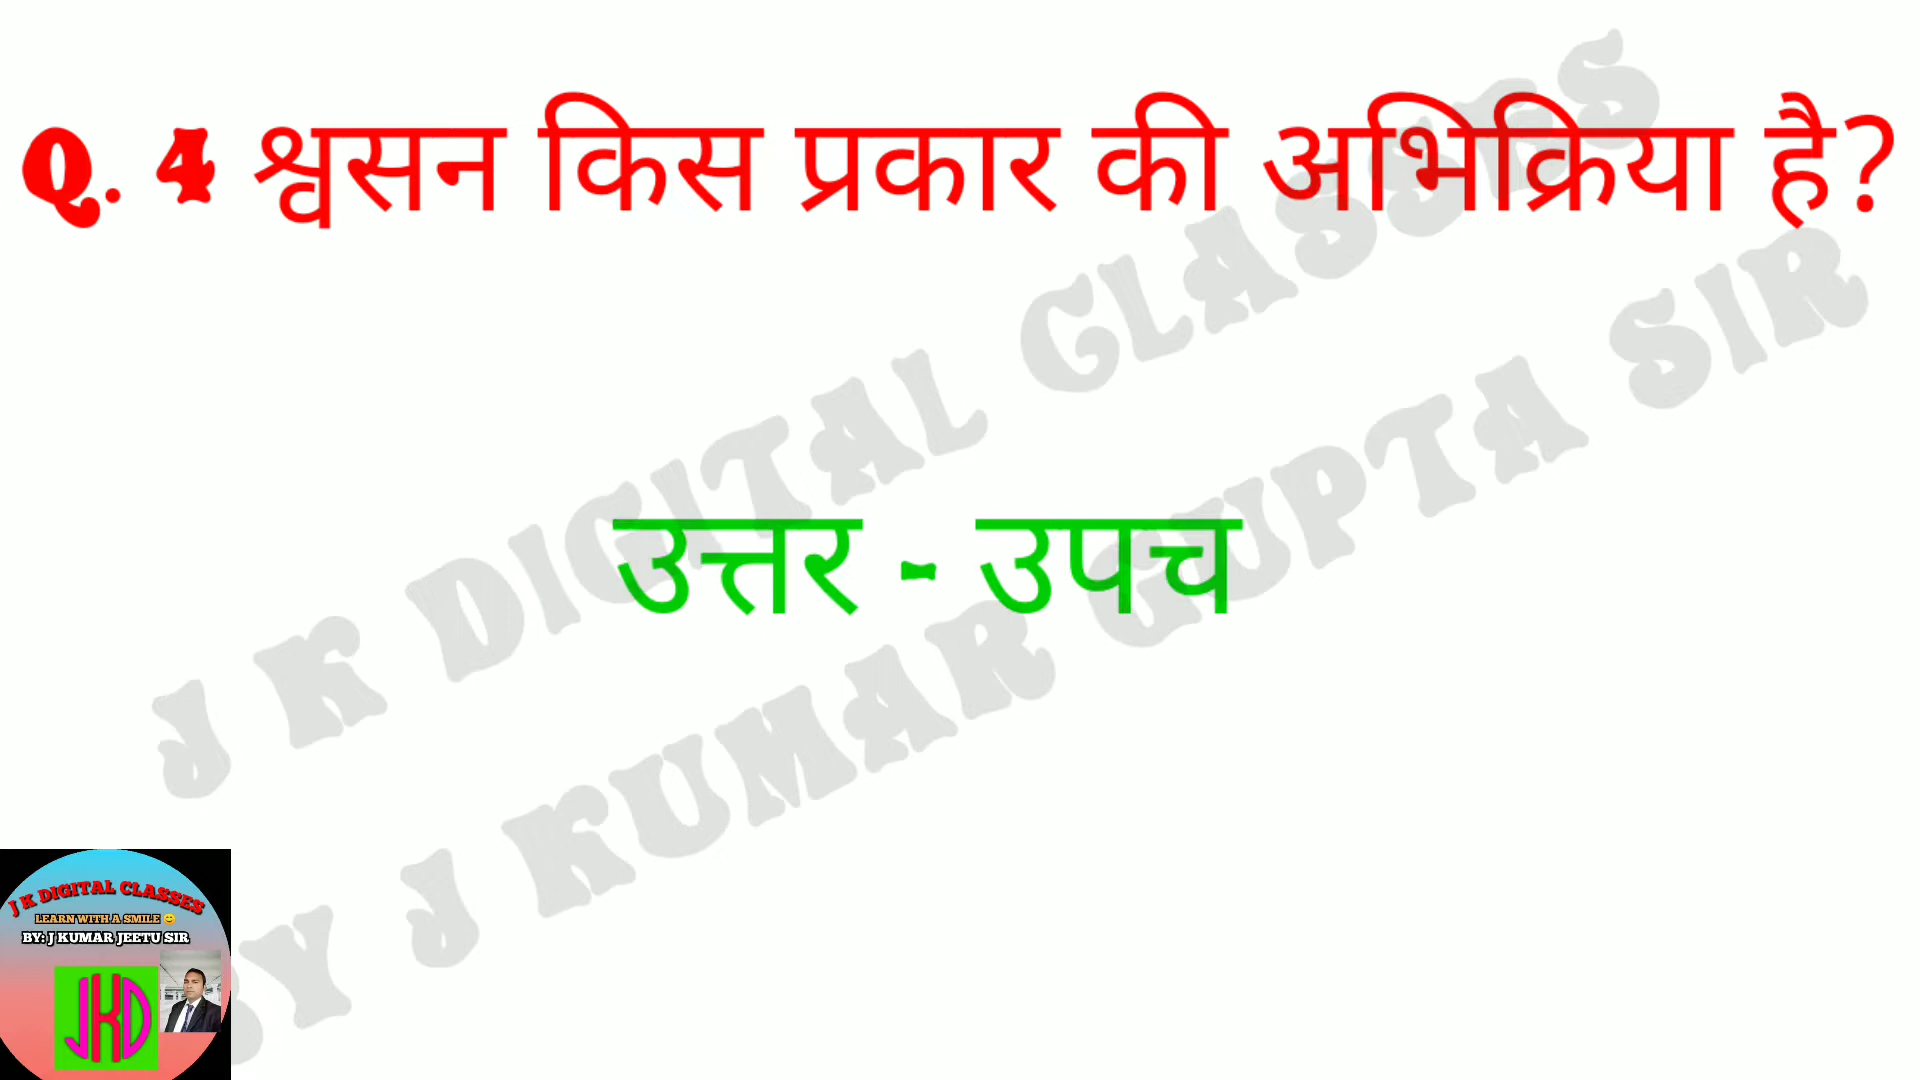 Q. 4 श्वसन किस प्रकार की अभिक्रिया है?
उत्तर - उपच
J K DIGITAL CLASSES
BY J KUMAR GUPTA SIR
J K DIGITAL CLASSES
LEARN WITH A SMILE 😊
BY: J KUMAR JEETU SIR
JKD